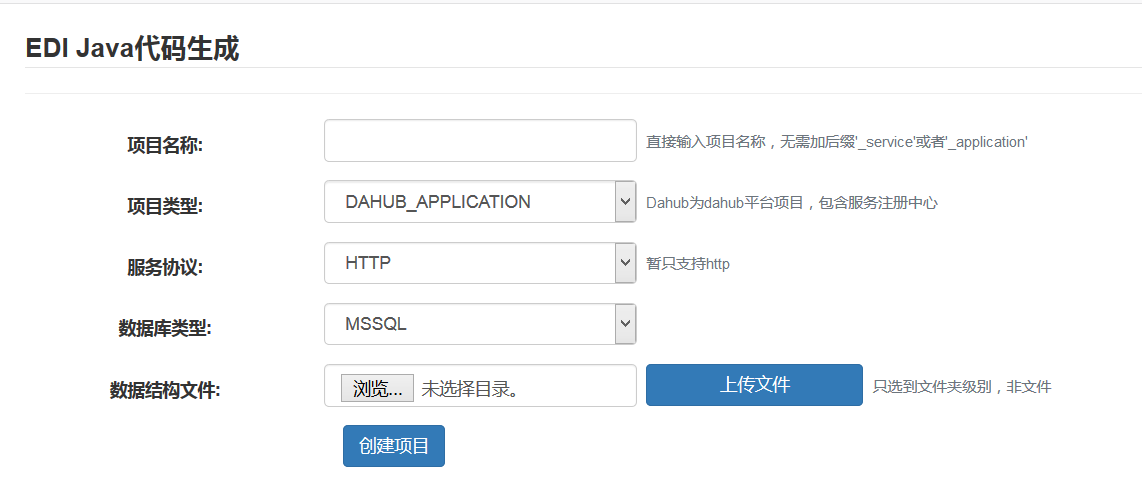 EDI Java代码生成
项目名称: 直接输入项目名称，无需加后缀'_service'或者'_application'
项目类型: DAHUB_APPLICATION Dahub为dahub平台项目，包含服务注册中心
服务协议: HTTP 暂只支持http
数据库类型: MSSQL
数据结构文件: 浏览... 未选择目录。 上传文件 只选到文件夹级别，非文件
创建项目